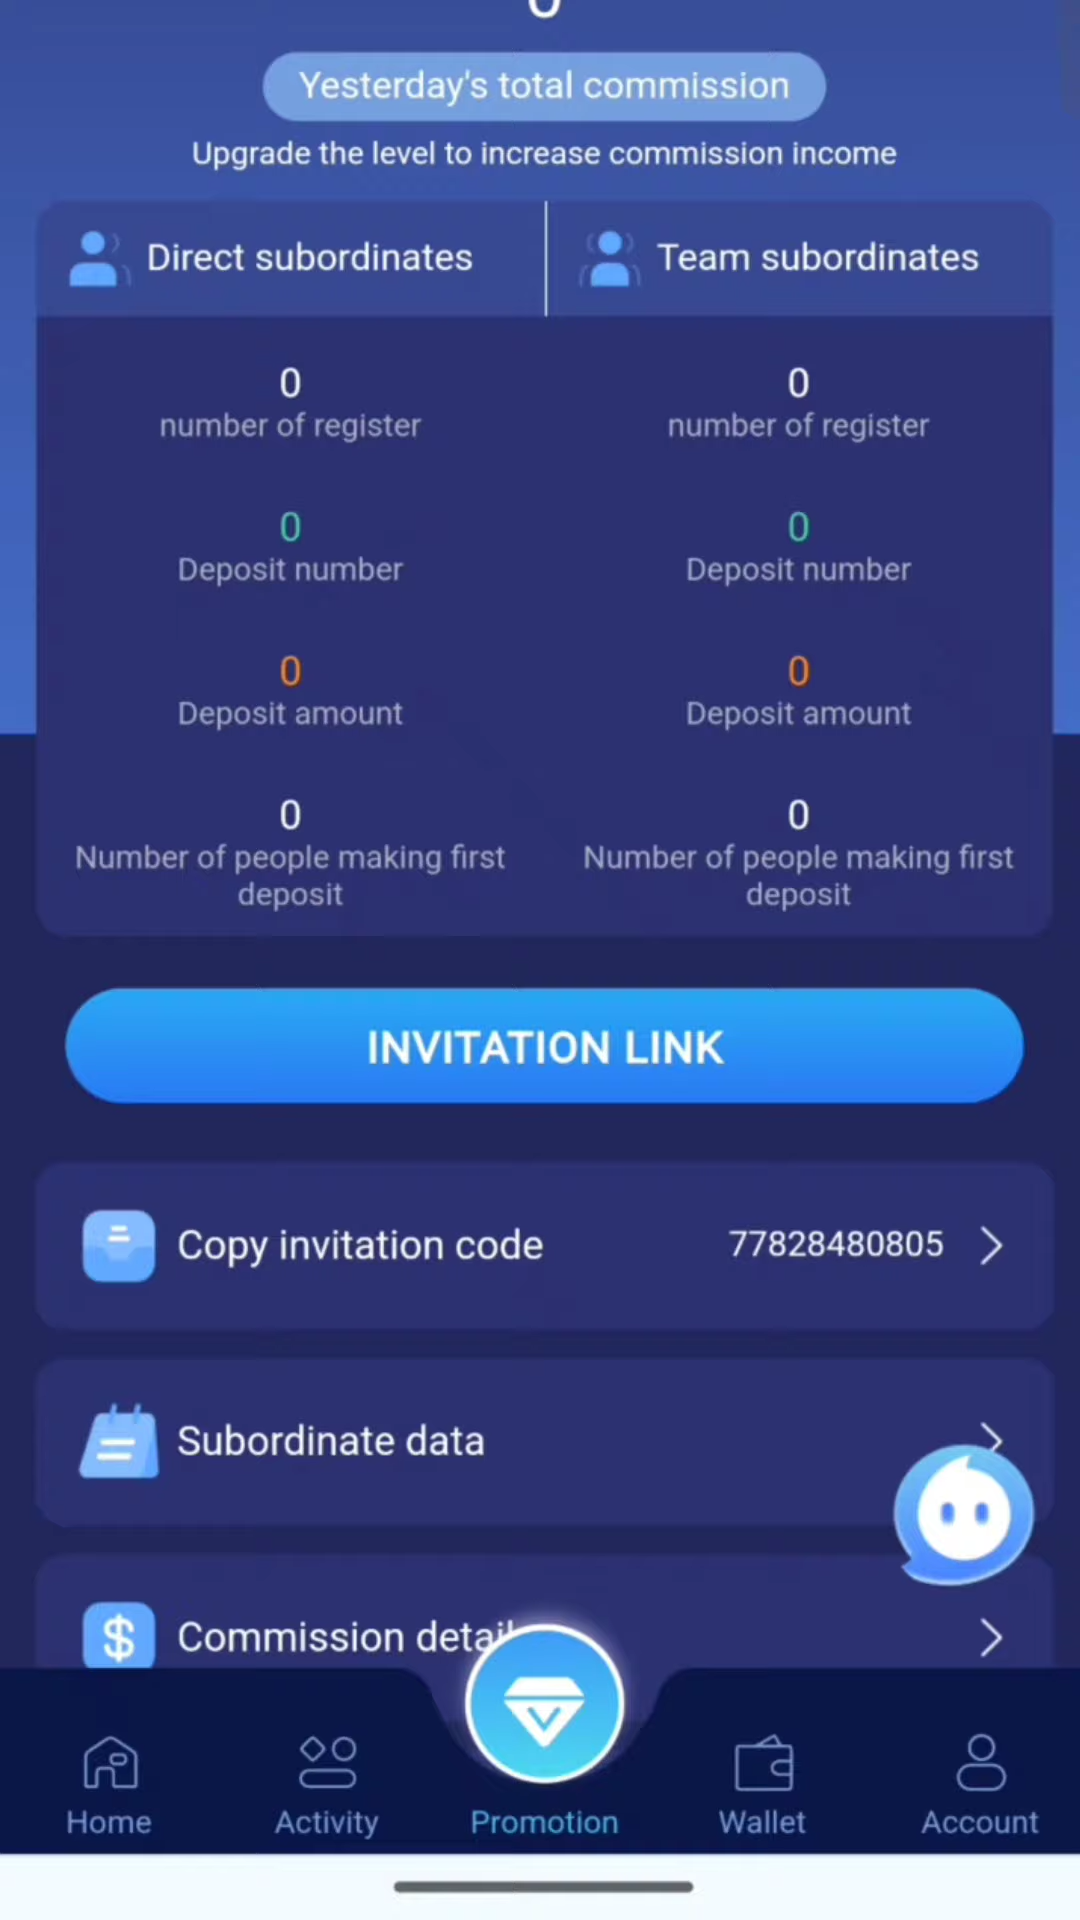 0
Yesterday's total commission
Upgrade the level to increase commission income
Direct subordinates
Team subordinates
0
number of register
0
number of register
0
Deposit number
0
Deposit number
0
Deposit amount
0
Deposit amount
0
Number of people making first
deposit
0
Number of people making first
deposit
INVITATION LINK
Copy invitation code
77828480805
Subordinate data
$ Commission detail
Home
Activity
Promotion
Wallet
Account